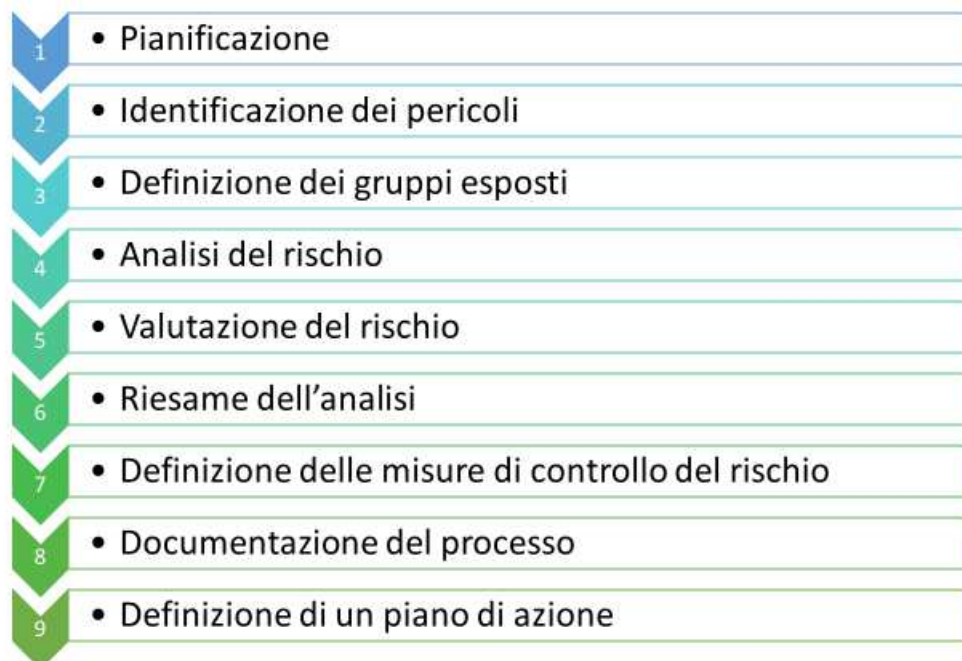 1 • Pianificazione
2 • Identificazione dei pericoli
3 • Definizione dei gruppi esposti
4 • Analisi del rischio
5 • Valutazione del rischio
6 • Riesame dell’analisi
7 • Definizione delle misure di controllo del rischio
8 • Documentazione del processo
9 • Definizione di un piano di azione